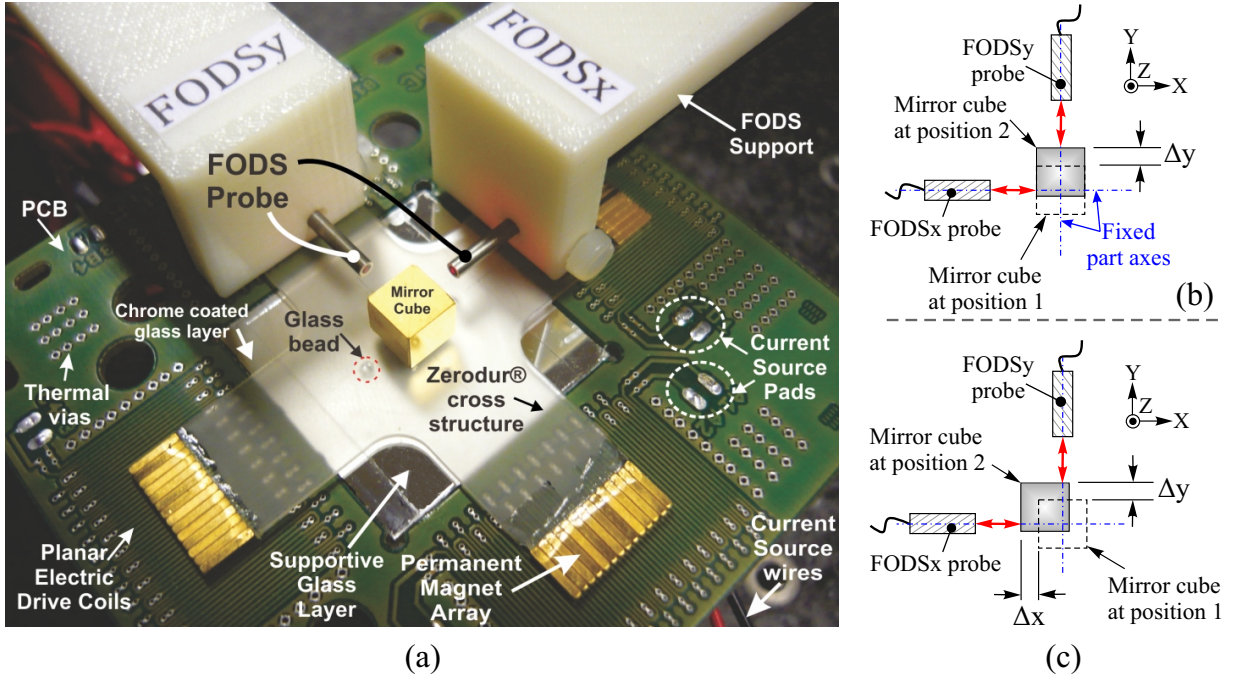 FODSy
FODSx
FODS
Support
FODS
Probe
PCB
Mirror
Cube
Chrome coated
glass layer
Glass
bead
Thermal
vias
Zerodur®
cross
structure
Current
Source
Pads
Planar
Electric
Drive Coils
Supportive
Glass
Layer
Permanent
Magnet
Array
Current
Source
wires
(a)
FODSy
probe
Y
Z
X
Mirror cube
at position 2
Δy
FODSx probe
Fixed
part axes
Mirror cube
at position 1
(b)
FODSy
probe
Y
Z
X
Mirror cube
at position 2
Δy
FODSx probe
Mirror cube
at position 1
Δx
(c)